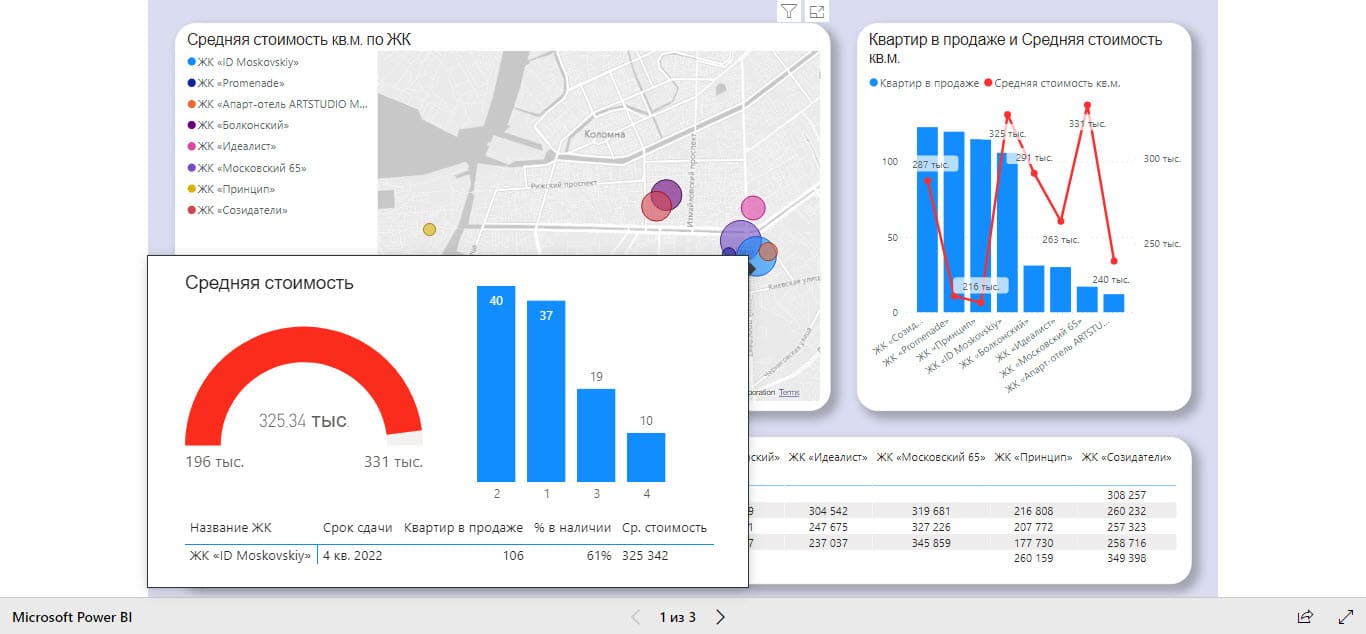 Средняя стоимость кв.м. по ЖК
ЖК «ID Moskovskiy»
ЖК «Promenade»
ЖК «Апарт-отель ARTSTUDIO M...
ЖК «Болконский»
ЖК «Идеалист»
ЖК «Московский 65»
ЖК «Принцип»
ЖК «Созидатели»
Коломна
Рижский проспект
Измайловский проспект
Киевская улица
Черниговская улица
poration Terms
Квартир в продаже и Средняя стоимость
кв.м.
Квартир в продаже Средняя стоимость кв.м.
100
50
0
300 тыс.
250 тыс.
287 тыс.
216 тыс.
325 тыс.
291 тыс.
263 тыс.
331 тыс.
240 тыс.
ЖК «Созид...
ЖК «Promenade»
ЖК «Принцип»
ЖК «ID Moskovskiy»
ЖК «Болконский»
ЖК «Идеалист»
ЖК «Московский 65»
ЖК «Апарт-отель ARTSTU...
Средняя стоимость
325.34 тыс.
196 тыс. 331 тыс.
40 37 19 10
2 1 3 4
Название ЖК Срок сдачи Квартир в продаже % в наличии Ср. стоимость
ЖК «ID Moskovskiy» 4 кв. 2022 106 61% 325 342
ский» ЖК «Идеалист» ЖК «Московский 65» ЖК «Принцип» ЖК «Созидатели»
308 257
9 304 542 319 681 216 808 260 232
1 247 675 327 226 207 772 257 323
7 237 037 345 859 177 730 258 716
260 159 349 398
Microsoft Power BI
1 из 3